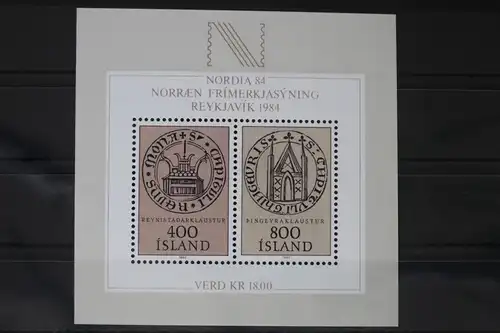 NORDIA 84
NORRÆN FRÍMERKJASÝNING
REYKJAVÍK 1984
REYNISTAÐARKLAUSTUR
400
ÍSLAND
ÞINGEYRAKLAUSTUR
800
ÍSLAND
VERÐ KR 18.00